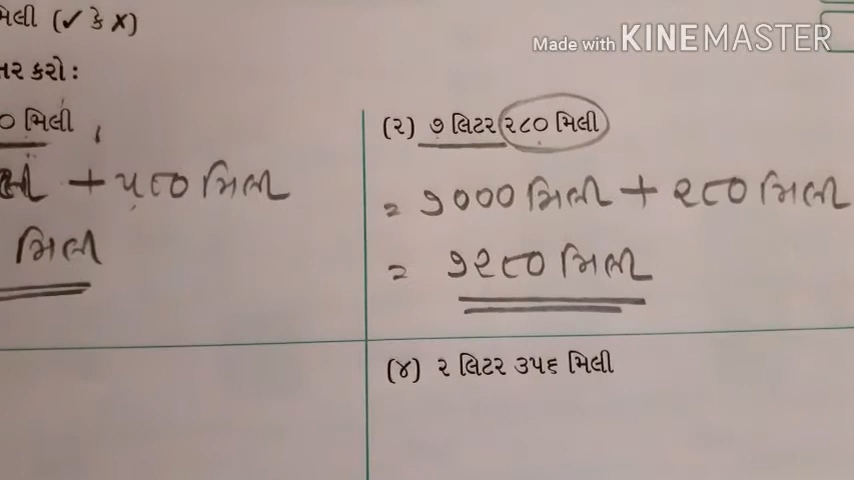 મિલી (✓ કે ✗)
Made with KINEMASTER
તર કરો :
૦ મિલી
(૨) ૭ લિટર ૨૮૦ મિલી
+ ૫૮૦ મિલી
= ૭૦૦૦ મિલી + ૨૮૦ મિલી
મિલી
= ૭૨૮૦ મિલી
(૪) ૨ લિટર ૩૫૬ મિલી